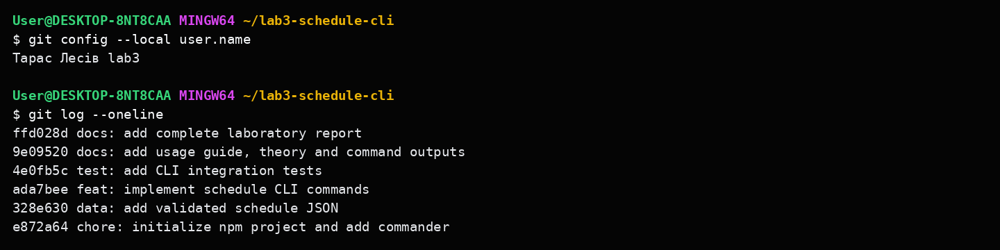 User@DESKTOP-8NT8CAA MINGW64 ~/lab3-schedule-cli
$ git config --local user.name
Тарас Лесів lab3
User@DESKTOP-8NT8CAA MINGW64 ~/lab3-schedule-cli
$ git log --oneline
ffd028d docs: add complete laboratory report
9e09520 docs: add usage guide, theory and command outputs
4e0fb5c test: add CLI integration tests
ada7bee feat: implement schedule CLI commands
328e630 data: add validated schedule JSON
e872a64 chore: initialize npm project and add commander